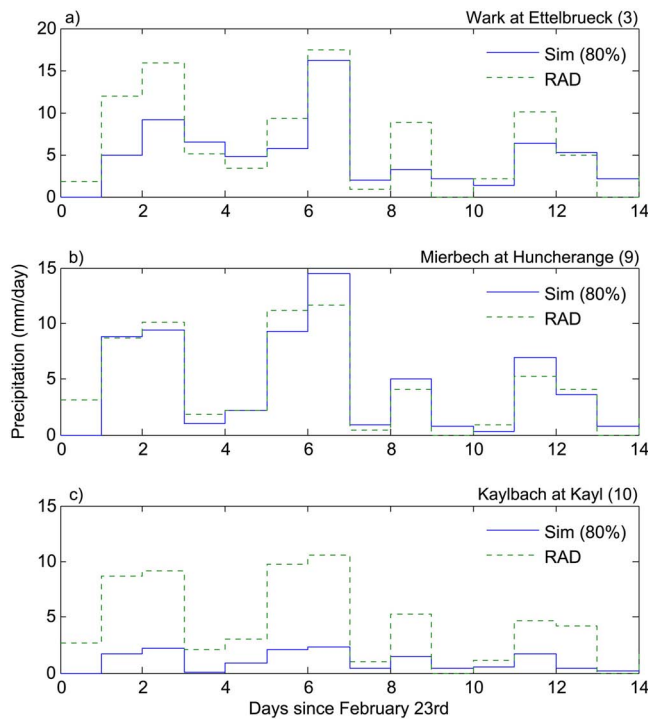 a) Wark at Ettelbrueck (3)
20
15
10
5
0
Sim (80%)
RAD
0 2 4 6 8 10 12 14
b) Mierbech at Huncherange (9)
15
10
5
0
Sim (80%)
RAD
0 2 4 6 8 10 12 14
Precipitation (mm/day)
c) Kaylbach at Kayl (10)
15
10
5
0
Sim (80%)
RAD
0 2 4 6 8 10 12 14
Days since February 23rd